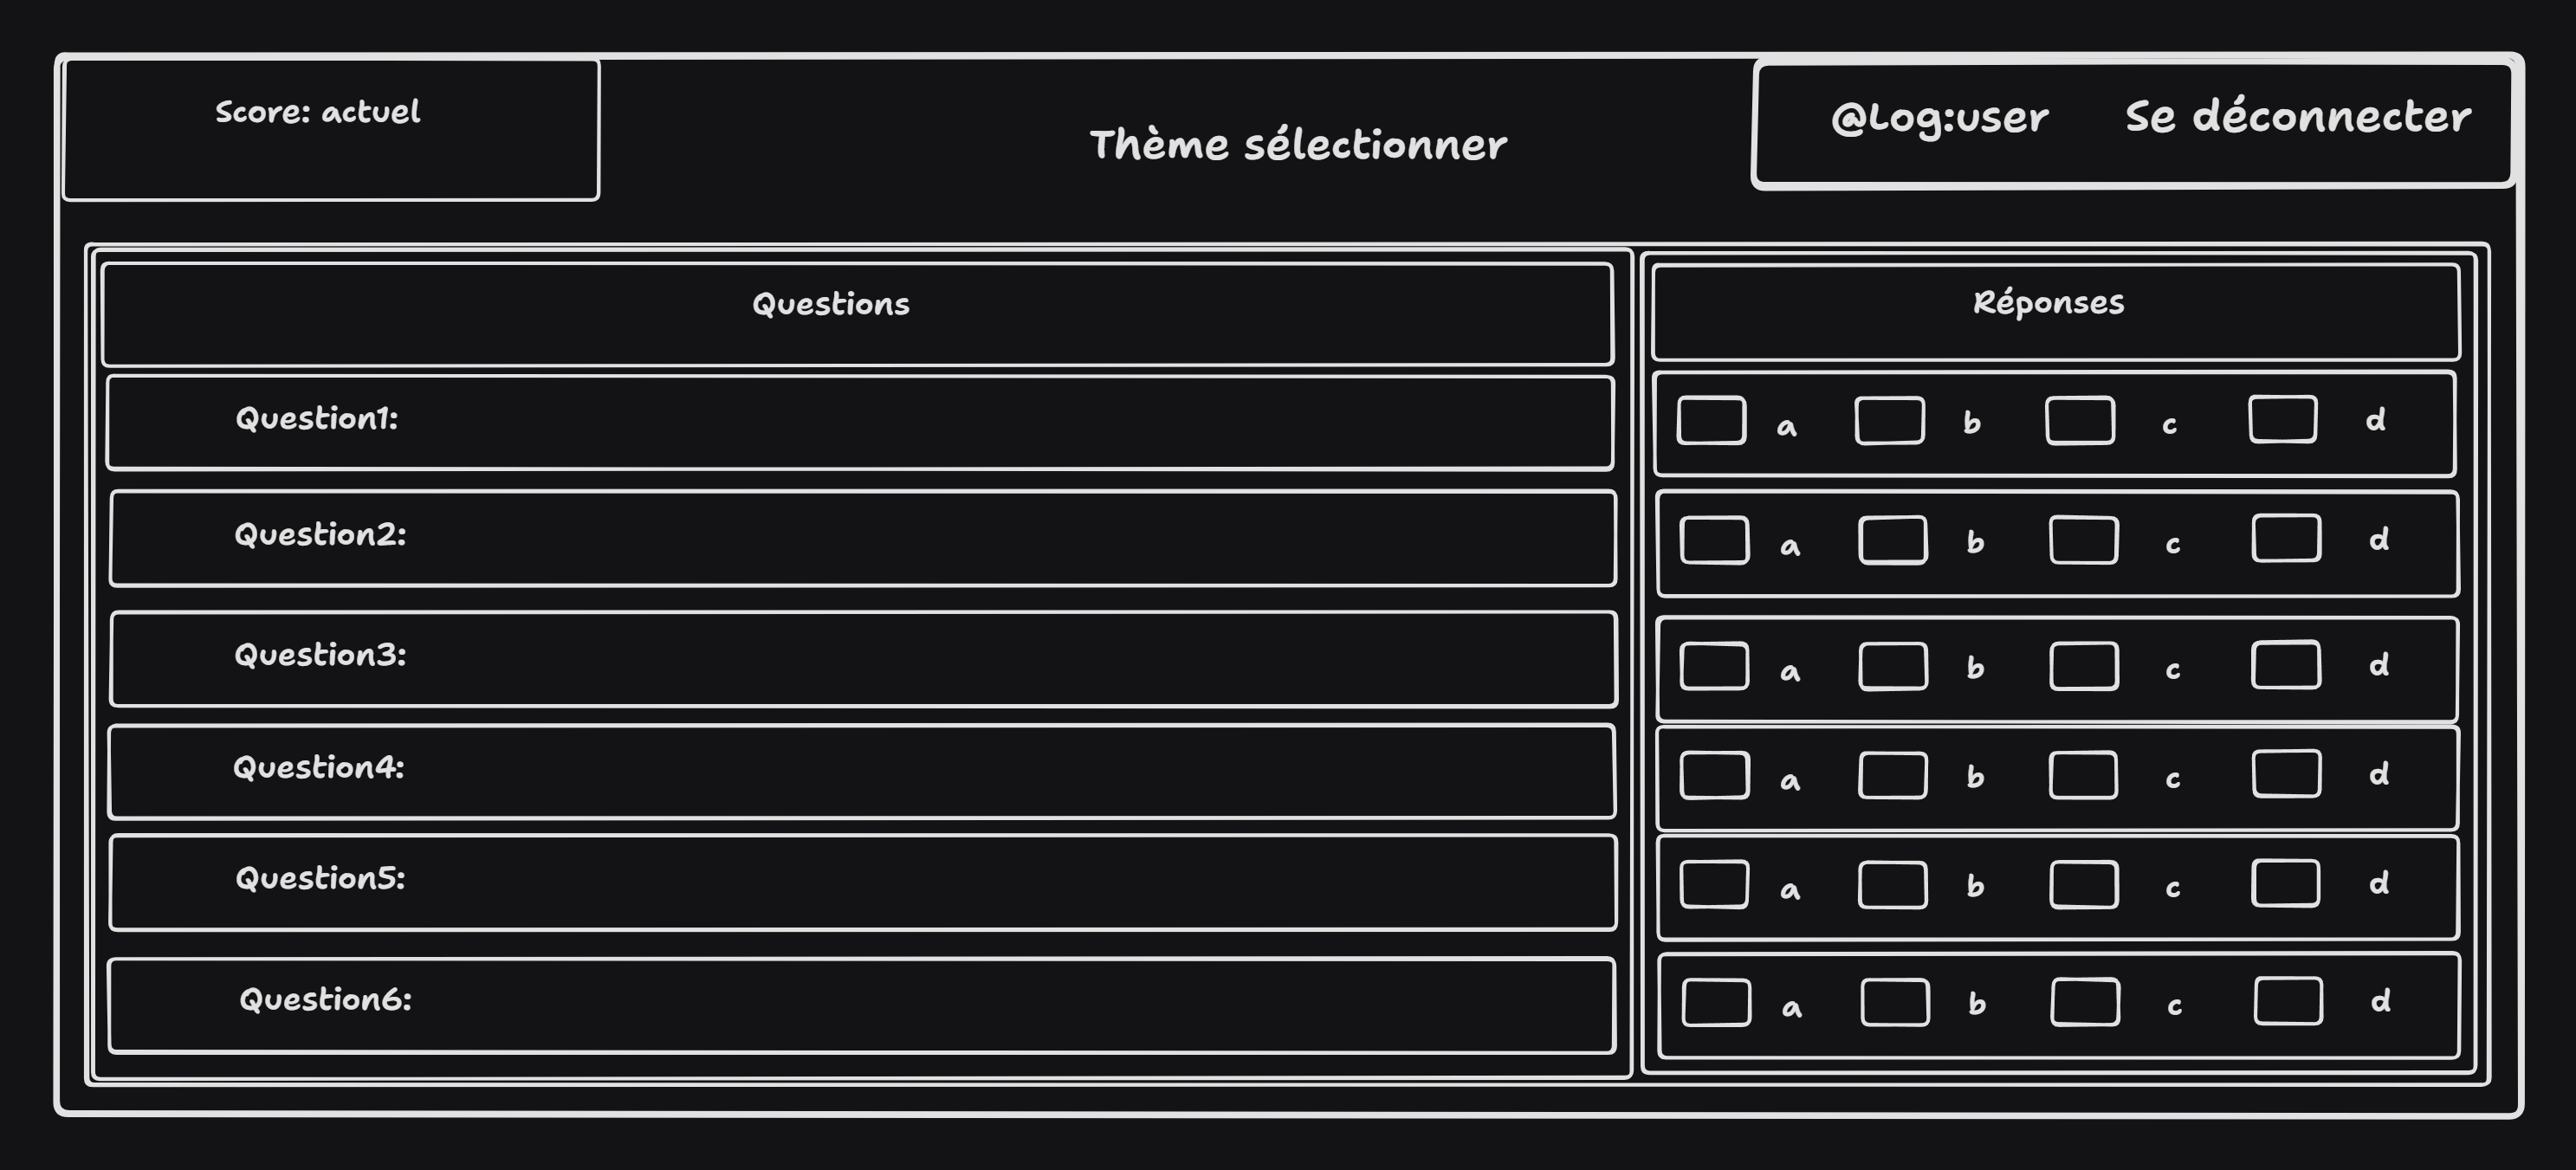 Score: actuel
Thème sélectionner
@Log:user Se déconnecter
Questions
Réponses
Question1:
a b c d
Question2:
a b c d
Question3:
a b c d
Question4:
a b c d
Question5:
a b c d
Question6:
a b c d